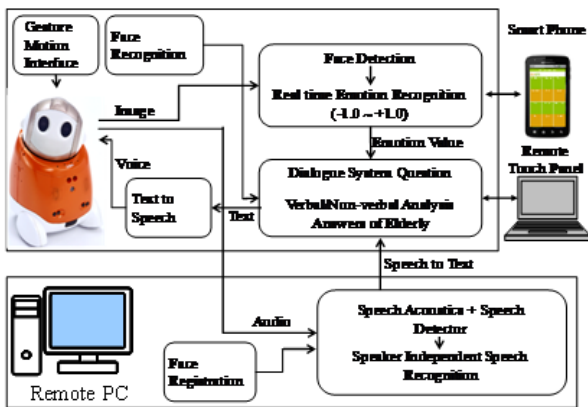 Gesture
Motion
Interface
Face
Recognition
Image
Voice
Text to
Speech
Text
Face Detection
Real time Emotion Recognition
(-1.0 ~ +1.0)
Emotion Value
Dialogue System Question
Verbal/Non-verbal Analysis
Answers of Elderly
Smart Phone
Remote
Touch Panel
Speech to Text
Audio
Speech Acoustics + Speech
Detector
Speaker Independent Speech
Recognition
Face
Registration
Remote PC